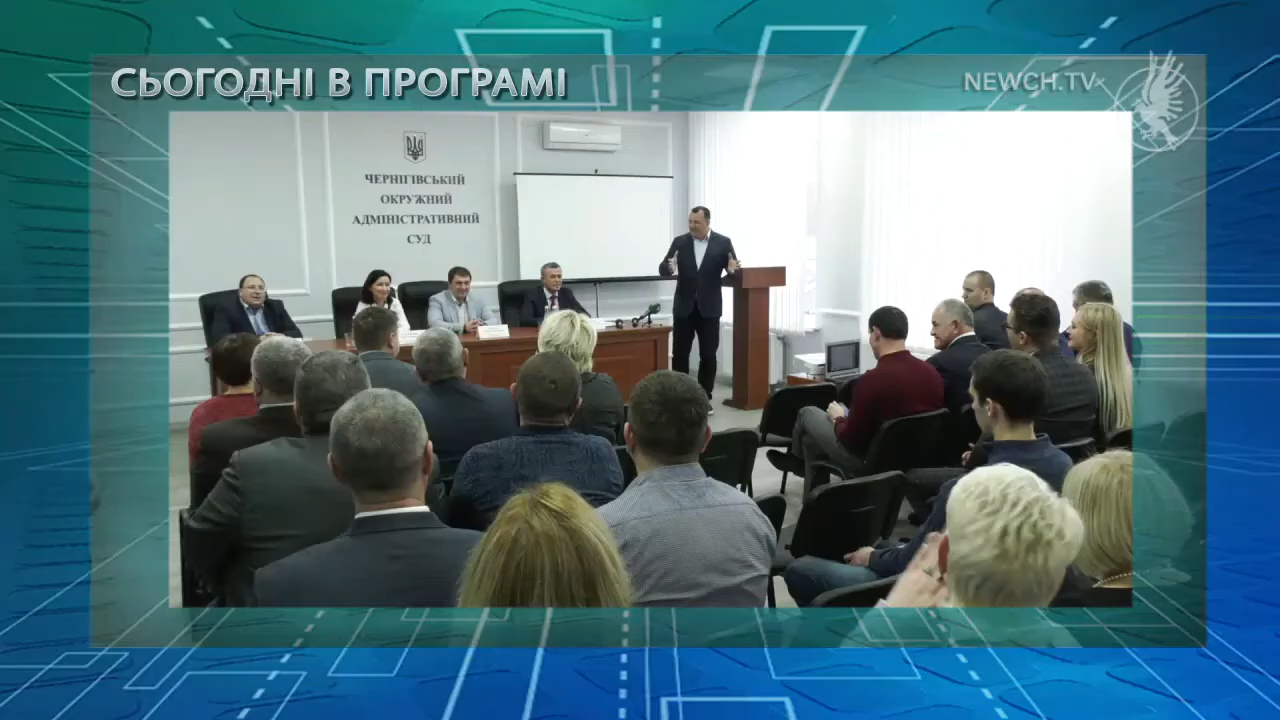 СЬОГОДНІ В ПРОГРАМІ
NEWCH.TV
ЧЕРНІГІВСЬКИЙ
ОКРУЖНИЙ
АДМІНІСТРАТИВНИЙ
СУД